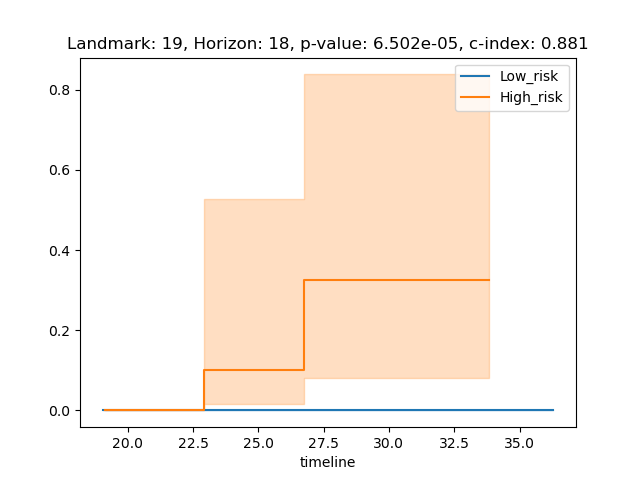 Landmark: 19, Horizon: 18, p-value: 6.502e-05, c-index: 0.881
Low_risk
High_risk
0.8
0.6
0.4
0.2
0.0
20.0 22.5 25.0 27.5 30.0 32.5 35.0
timeline